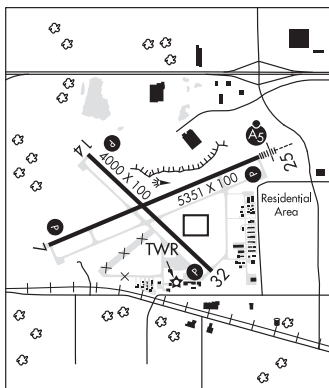 A5
P
14
4000 X 100
25
5351 X 100
P
Residential
Area
P
7
TWR
P
32